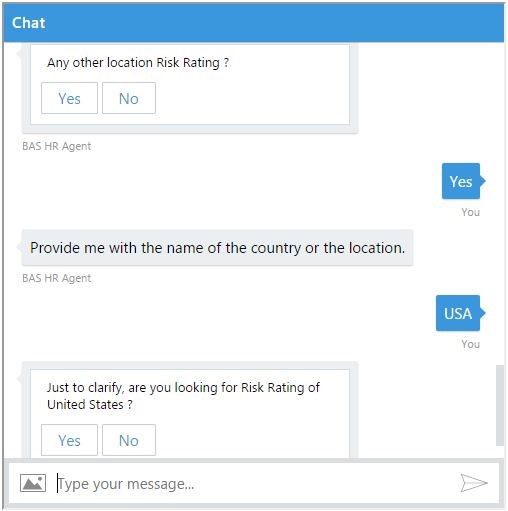 Chat
Any other location Risk Rating ?
Yes No
BAS HR Agent
Yes
You
Provide me with the name of the country or the location.
BAS HR Agent
USA
You
Just to clarify, are you looking for Risk Rating of
United States ?
Yes No
Type your message...